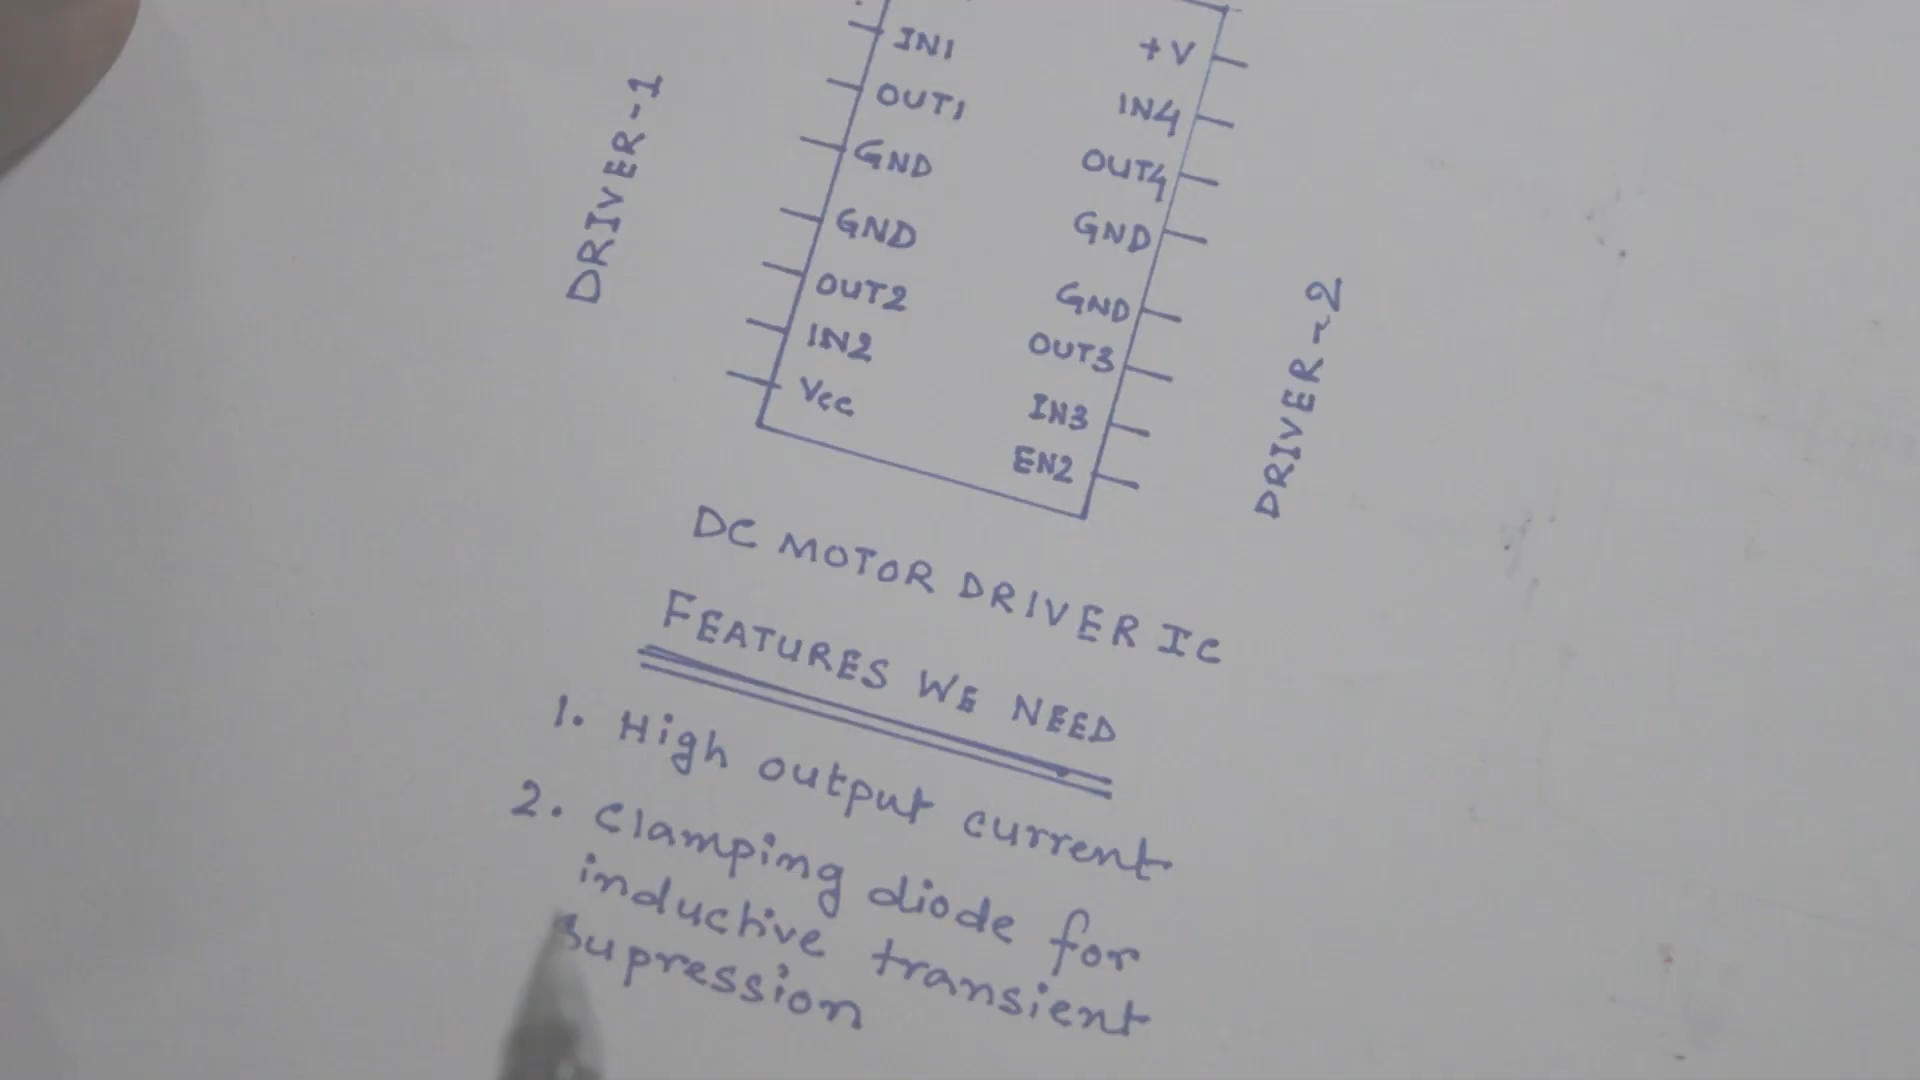 IN1
OUT1
GND
GND
OUT2
IN2
Vcc
+V
IN4
OUT4
GND
GND
OUT3
IN3
EN2
DRIVER-1
DRIVER-2
DC MOTOR DRIVER IC
FEATURES WE NEED
1. High output current
2. Clamping diode for
inductive transient
supression